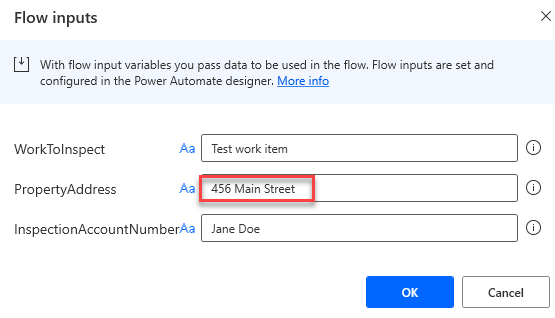 Flow inputs
With flow input variables you pass data to be used in the flow. Flow inputs are set and
configured in the Power Automate designer. More info
WorkToInspect Aa Test work item
PropertyAddress Aa 456 Main Street
InspectionAccountNumber Aa Jane Doe
OK Cancel